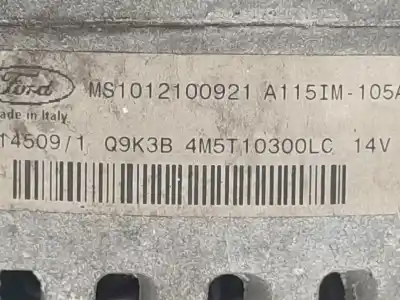 Ford MS1012100921 A115IM-105A
Made in Italy
14509/1 Q9K3B 4M5T10300LC 14V